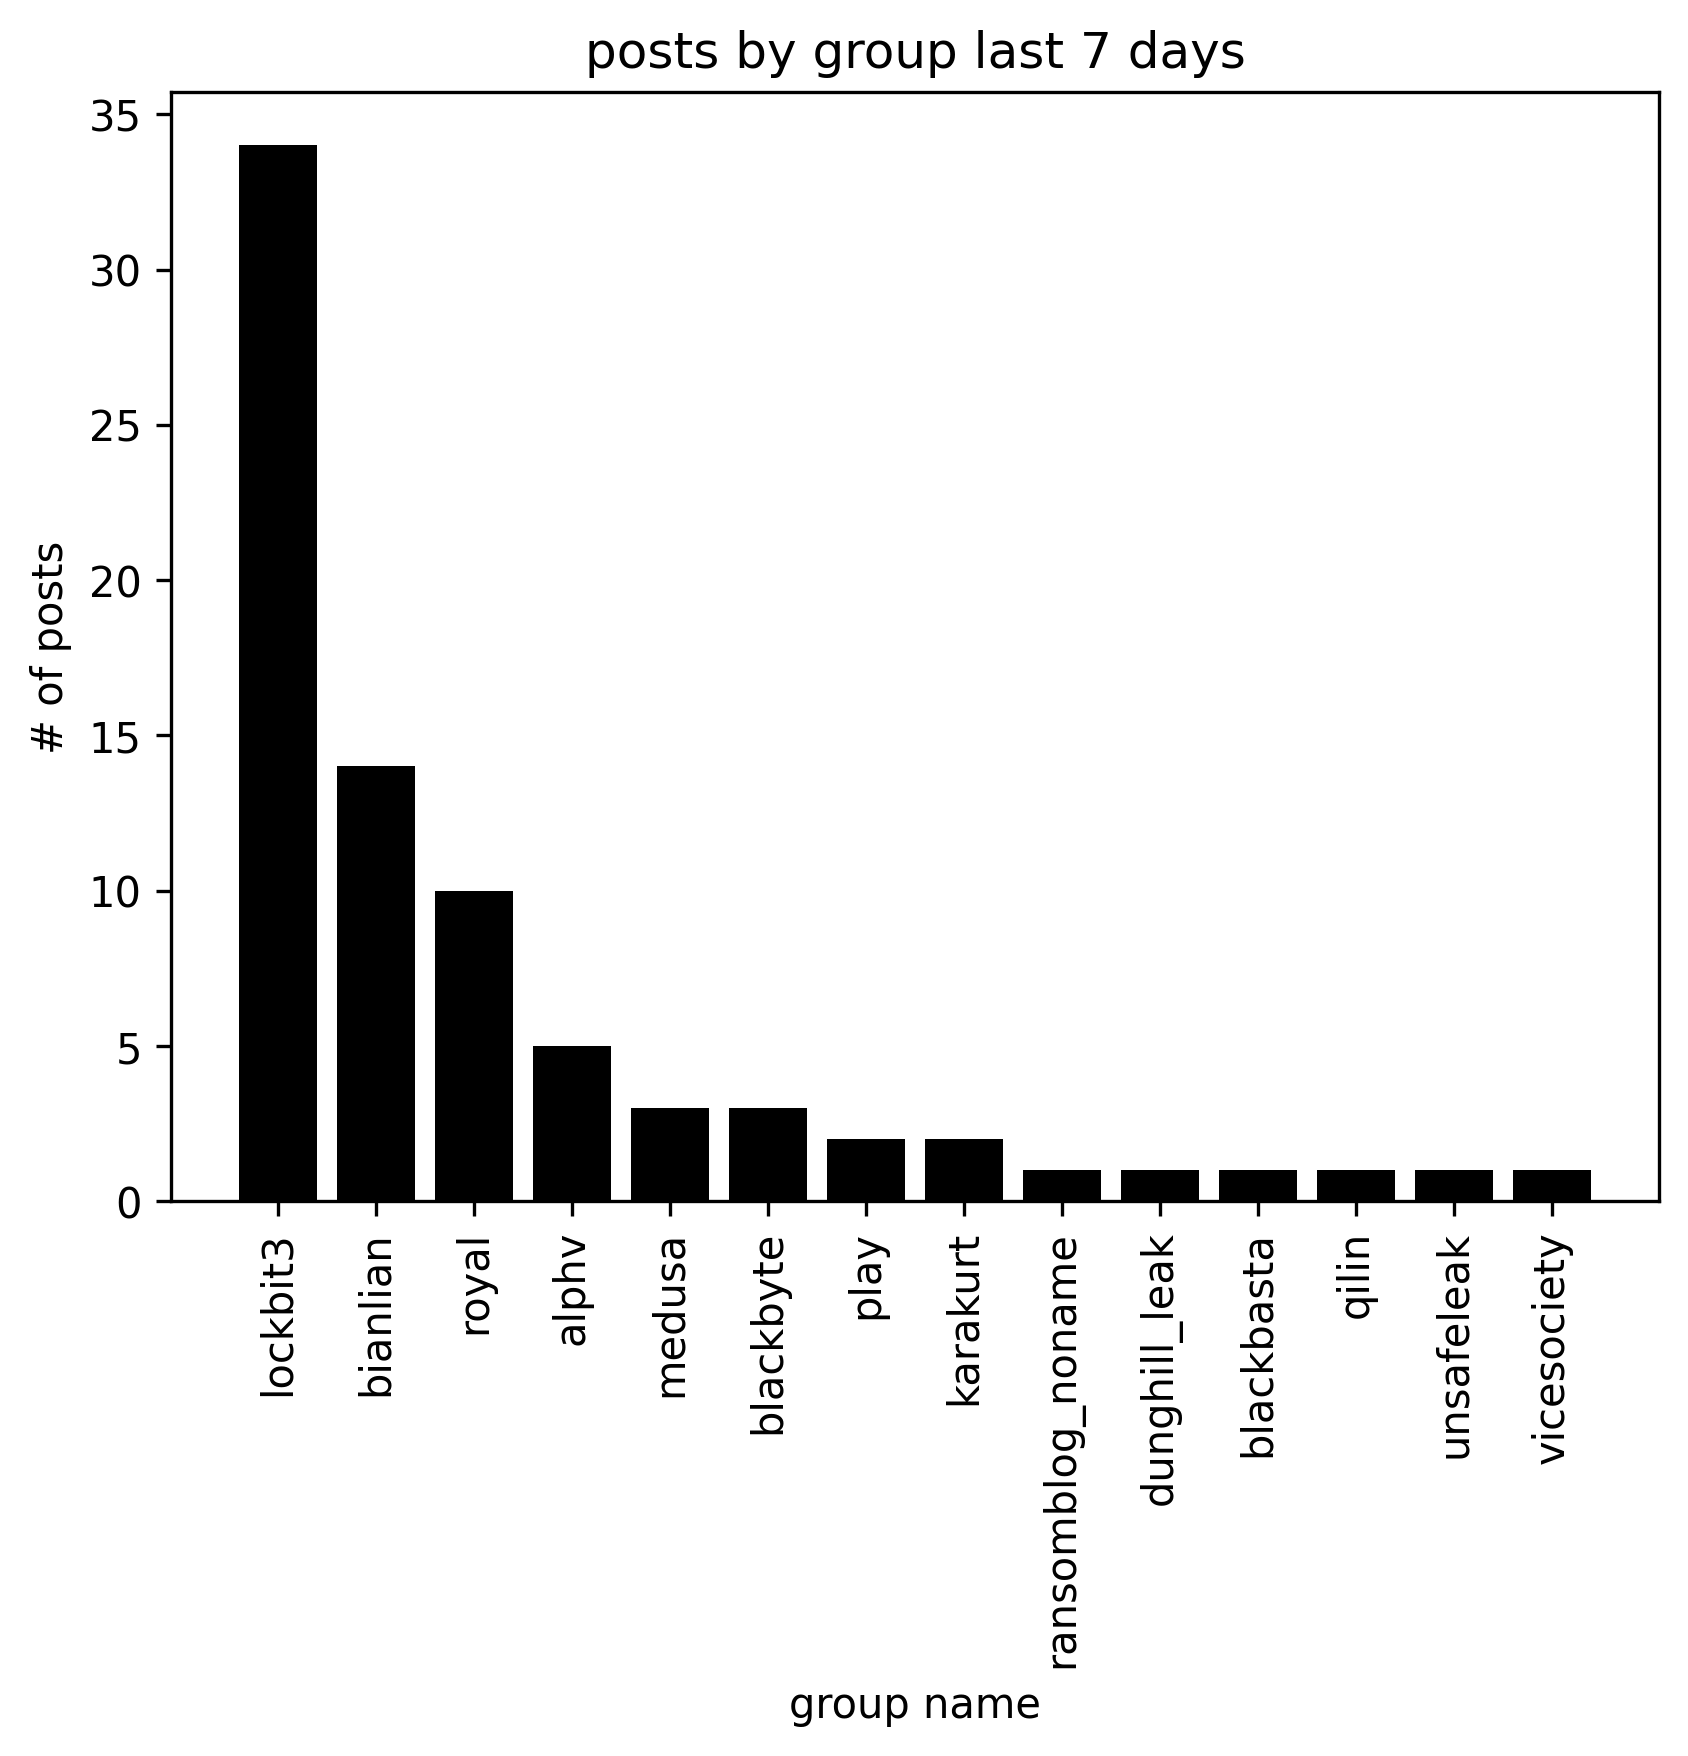 posts by group last 7 days
# of posts
35
30
25
20
15
10
5
0
lockbit3
bianlian
royal
alphv
medusa
blackbyte
play
karakurt
ransomblog_noname
dunghill_leak
blackbasta
qilin
unsafeleak
vicesociety
group name